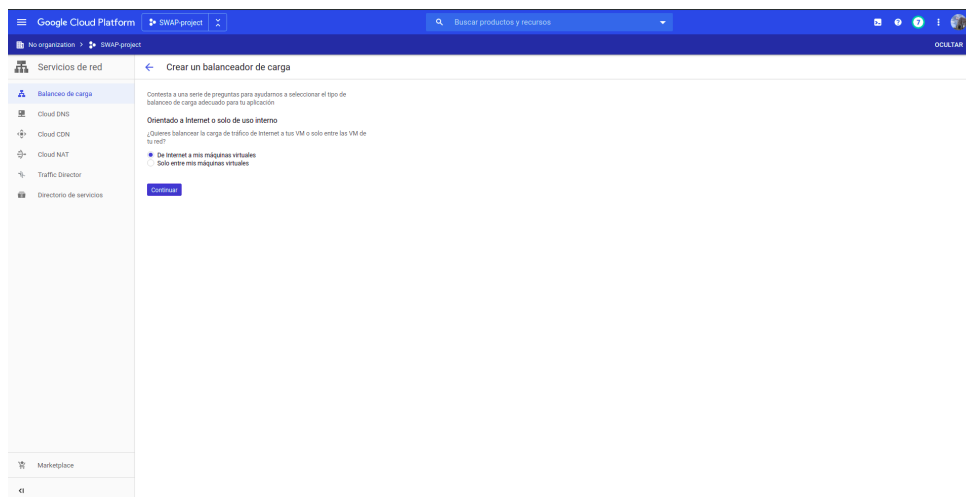 Google Cloud Platform
SWAP-project
Buscar productos y recursos
7
No organization > SWAP-project
OCULTAR
Servicios de red
Crear un balanceador de carga
Balanceo de carga
Cloud DNS
Cloud CDN
Cloud NAT
Traffic Director
Directorio de servicios
Contesta a una serie de preguntas para ayudarnos a seleccionar el tipo de
balanceo de carga adecuado para tu aplicación
Orientado a Internet o solo de uso interno
¿Quieres balancear la carga de tráfico de Internet a tus VM o solo entre las VM de
tu red?
De Internet a mis máquinas virtuales
Solo entre mis máquinas virtuales
Continuar
Marketplace